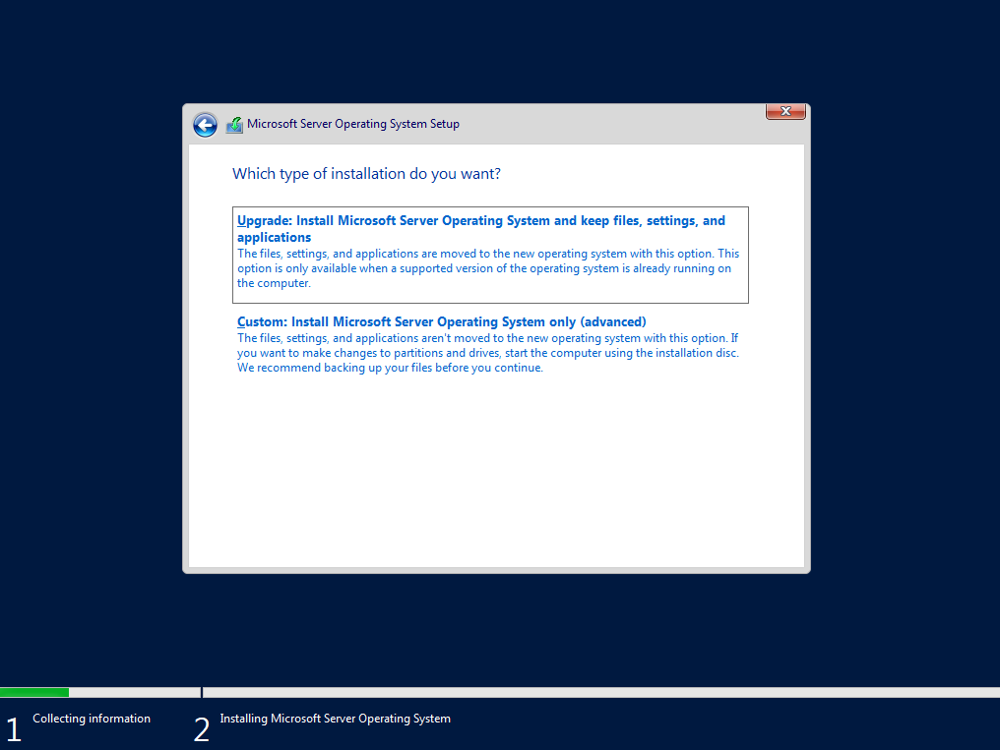 Microsoft Server Operating System Setup
Which type of installation do you want?
Upgrade: Install Microsoft Server Operating System and keep files, settings, and
applications
The files, settings, and applications are moved to the new operating system with this option. This
option is only available when a supported version of the operating system is already running on
the computer.
Custom: Install Microsoft Server Operating System only (advanced)
The files, settings, and applications aren't moved to the new operating system with this option. If
you want to make changes to partitions and drives, start the computer using the installation disc.
We recommend backing up your files before you continue.
1 Collecting information
2 Installing Microsoft Server Operating System